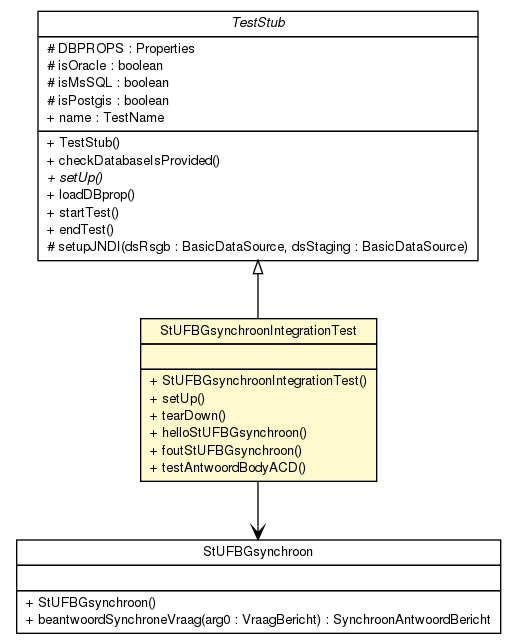 TestStub
# DBPROPS : Properties
# isOracle : boolean
# isMsSQL : boolean
# isPostgis : boolean
+ name : TestName
+ TestStub()
+ checkDatabaseIsProvided()
+ setUp()
+ loadDBprop()
+ startTest()
+ endTest()
# setupJNDI(dsRsgb : BasicDataSource, dsStaging : BasicDataSource)
StUFBGsynchroonIntegrationTest
+ StUFBGsynchroonIntegrationTest()
+ setUp()
+ tearDown()
+ helloStUFBGsynchroon()
+ foutStUFBGsynchroon()
+ testAntwoordBodyACD()
StUFBGsynchroon
+ StUFBGsynchroon()
+ beantwoordSynchroneVraag(arg0 : VraagBericht) : SynchroonAntwoordBericht